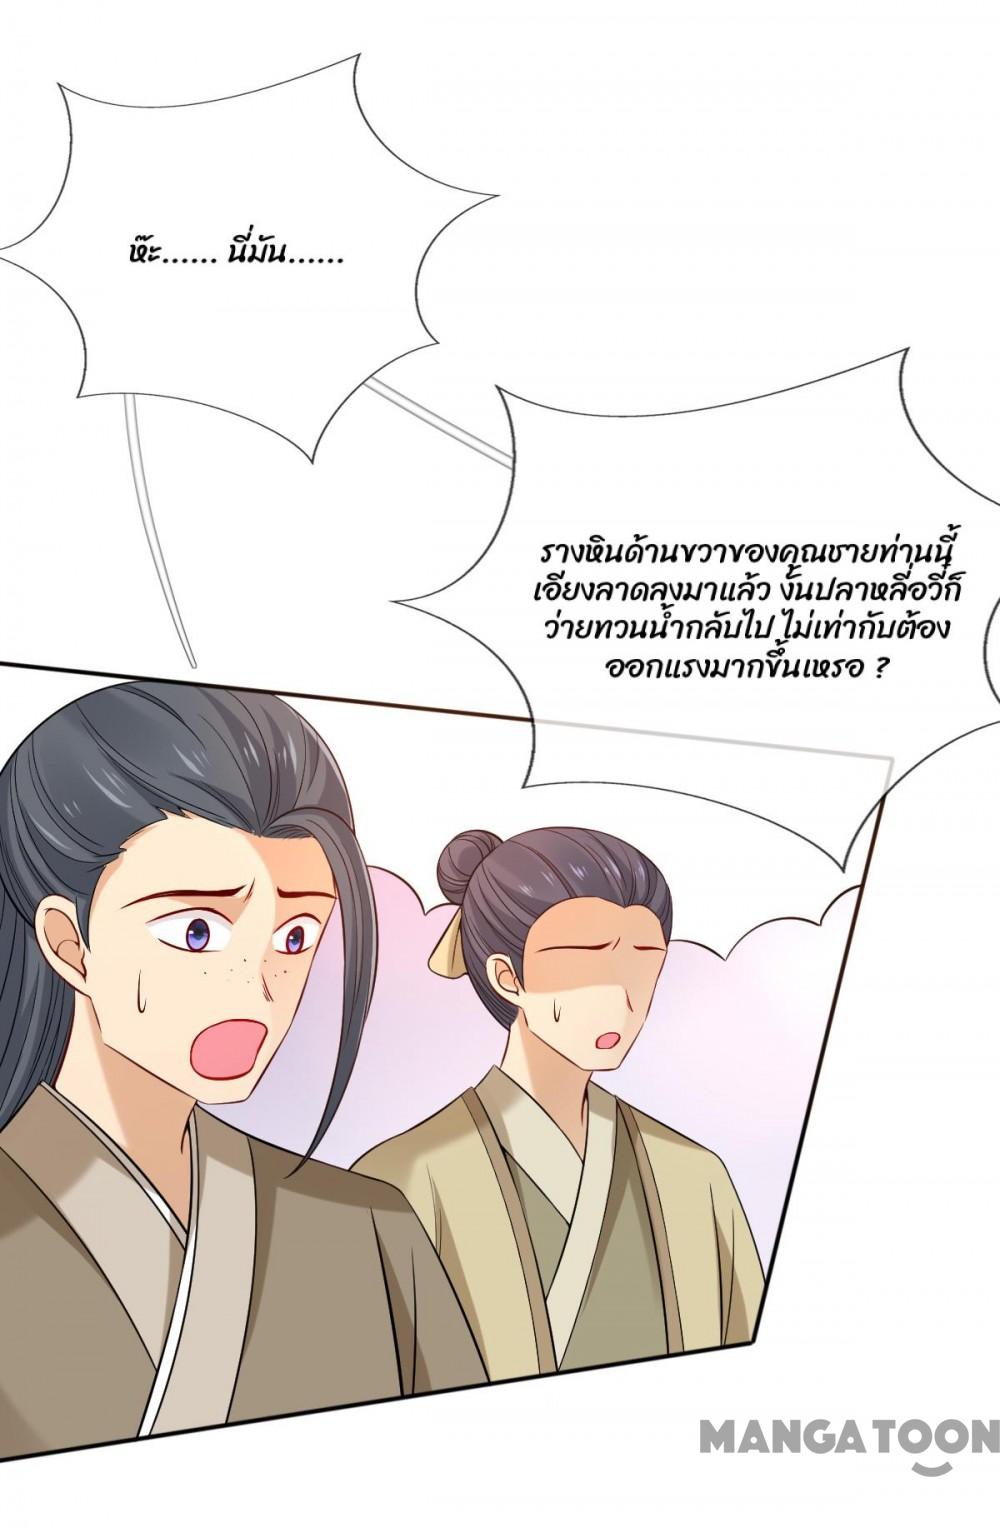 ห๊ะ...... นี่มัน......
รางหินด้านขวาของคุณชายท่านนี้
เอียงลาดลงมาแล้ว งั้นปลาหลี่อวี๋ก็
ว่ายทวนน้ำกลับไป ไม่เท่ากับต้อง
ออกแรงมากขึ้นเหรอ ?
MANGATOON